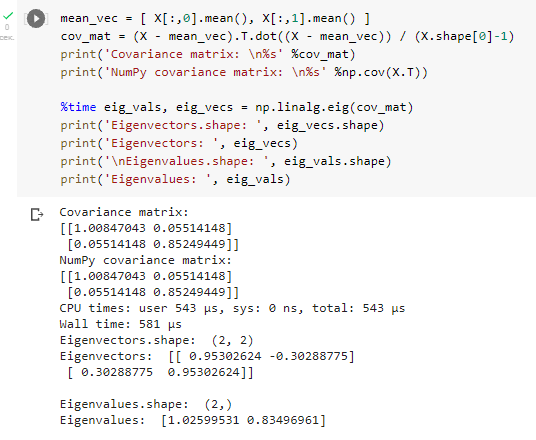 mean_vec = [ X[:,0].mean(), X[:,1].mean() ]
0
сек.
cov_mat = (X - mean_vec).T.dot((X - mean_vec)) / (X.shape[0]-1)
print('Covariance matrix: \n%s' %cov_mat)
print('NumPy covariance matrix: \n%s' %np.cov(X.T))
%time eig_vals, eig_vecs = np.linalg.eig(cov_mat)
print('Eigenvectors.shape: ', eig_vecs.shape)
print('Eigenvectors: ', eig_vecs)
print('\nEigenvalues.shape: ', eig_vals.shape)
print('Eigenvalues: ', eig_vals)
Covariance matrix:
[[1.00847043 0.05514148]
[0.05514148 0.85249449]]
NumPy covariance matrix:
[[1.00847043 0.05514148]
[0.05514148 0.85249449]]
CPU times: user 543 µs, sys: 0 ns, total: 543 µs
Wall time: 581 µs
Eigenvectors.shape:  (2, 2)
Eigenvectors:  [[ 0.95302624 -0.30288775]
[ 0.30288775  0.95302624]]
Eigenvalues.shape:  (2,)
Eigenvalues:  [1.02599531 0.83496961]